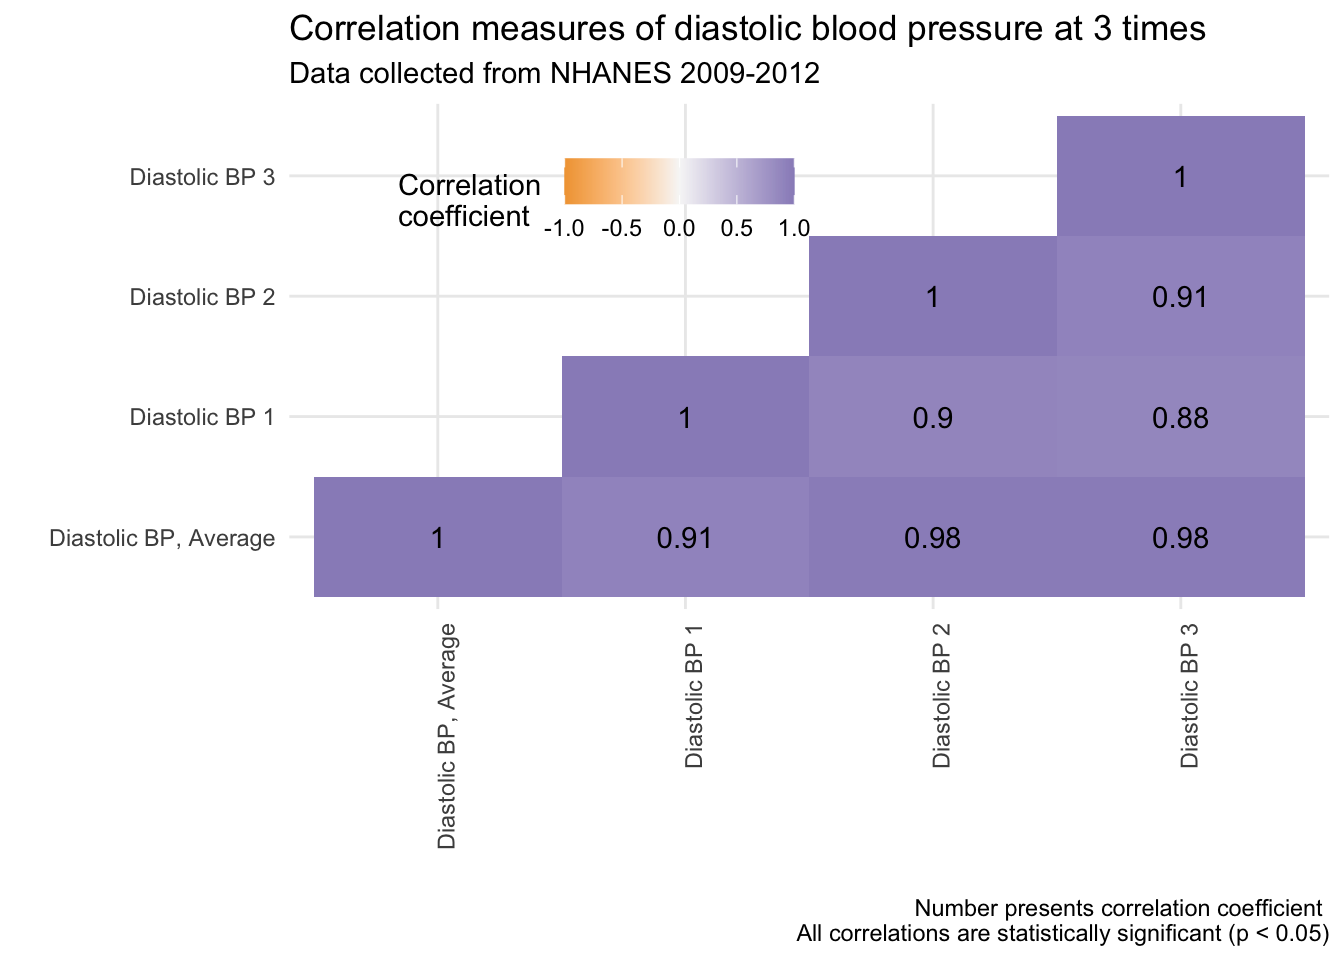 Correlation measures of diastolic blood pressure at 3 times
Data collected from NHANES 2009-2012
Correlation
coefficient
-1.0 -0.5 0.0 0.5 1.0
Diastolic BP 3
1
Diastolic BP 2
1 0.91
Diastolic BP 1
1 0.9 0.88
Diastolic BP, Average
1 0.91 0.98 0.98
Diastolic BP, Average
Diastolic BP 1
Diastolic BP 2
Diastolic BP 3
Number presents correlation coefficient
All correlations are statistically significant (p < 0.05)